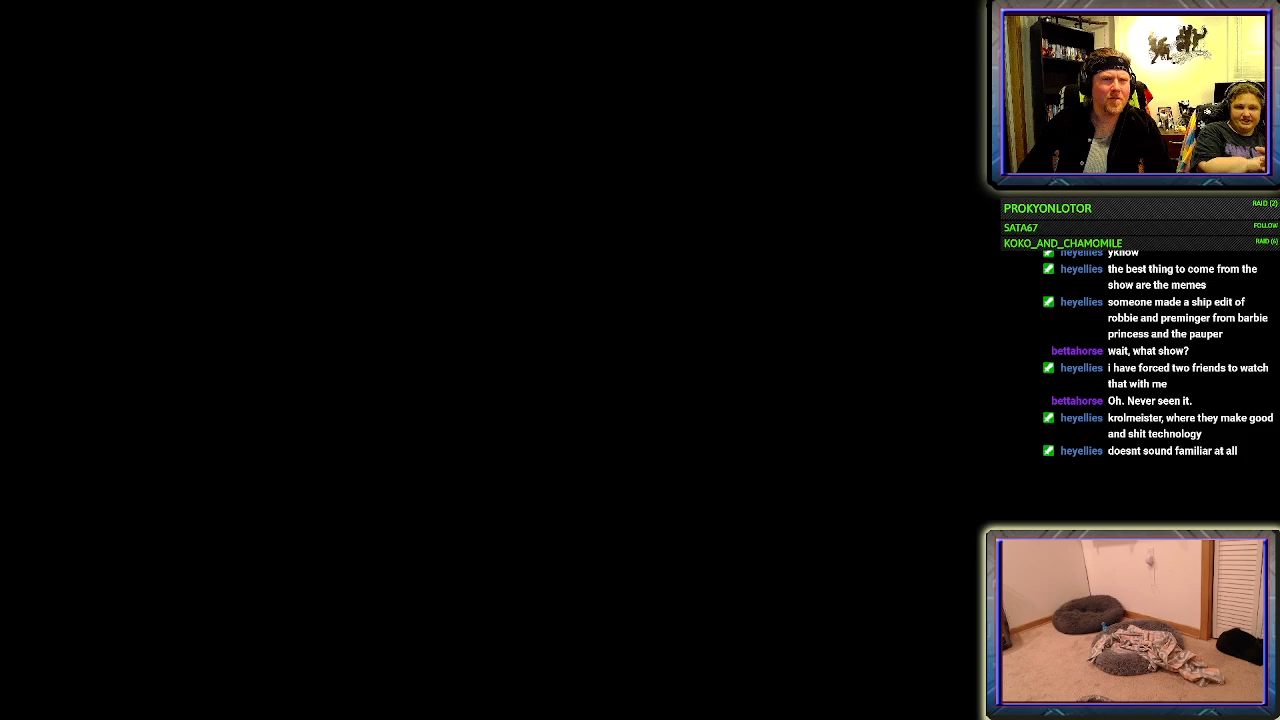 PROKYONLOTOR RAID (2)
SATA67 FOLLOW
KOKO_AND_CHAMOMILE RAID (6)
heyellies yknow
heyellies the best thing to come from the
show are the memes
heyellies someone made a ship edit of
robbie and preminger from barbie
princess and the pauper
bettahorse wait, what show?
heyellies i have forced two friends to watch
that with me
bettahorse Oh. Never seen it.
heyellies krolmeister, where they make good
and shit technology
heyellies doesnt sound familiar at all